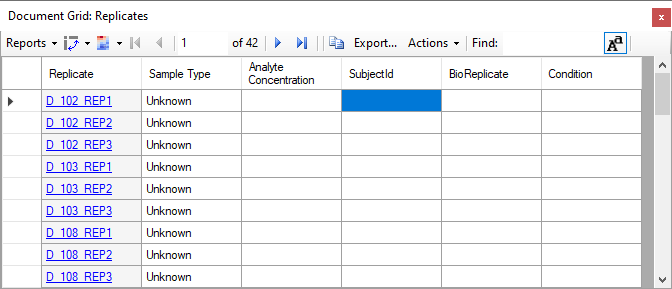 Document Grid: Replicates
Reports 1 of 42 Export... Actions Find: Aa
Replicate Sample Type Analyte Concentration SubjectId BioReplicate Condition
D_102_REP1 Unknown
D_102_REP2 Unknown
D_102_REP3 Unknown
D_103_REP1 Unknown
D_103_REP2 Unknown
D_103_REP3 Unknown
D_108_REP1 Unknown
D_108_REP2 Unknown
D_108_REP3 Unknown